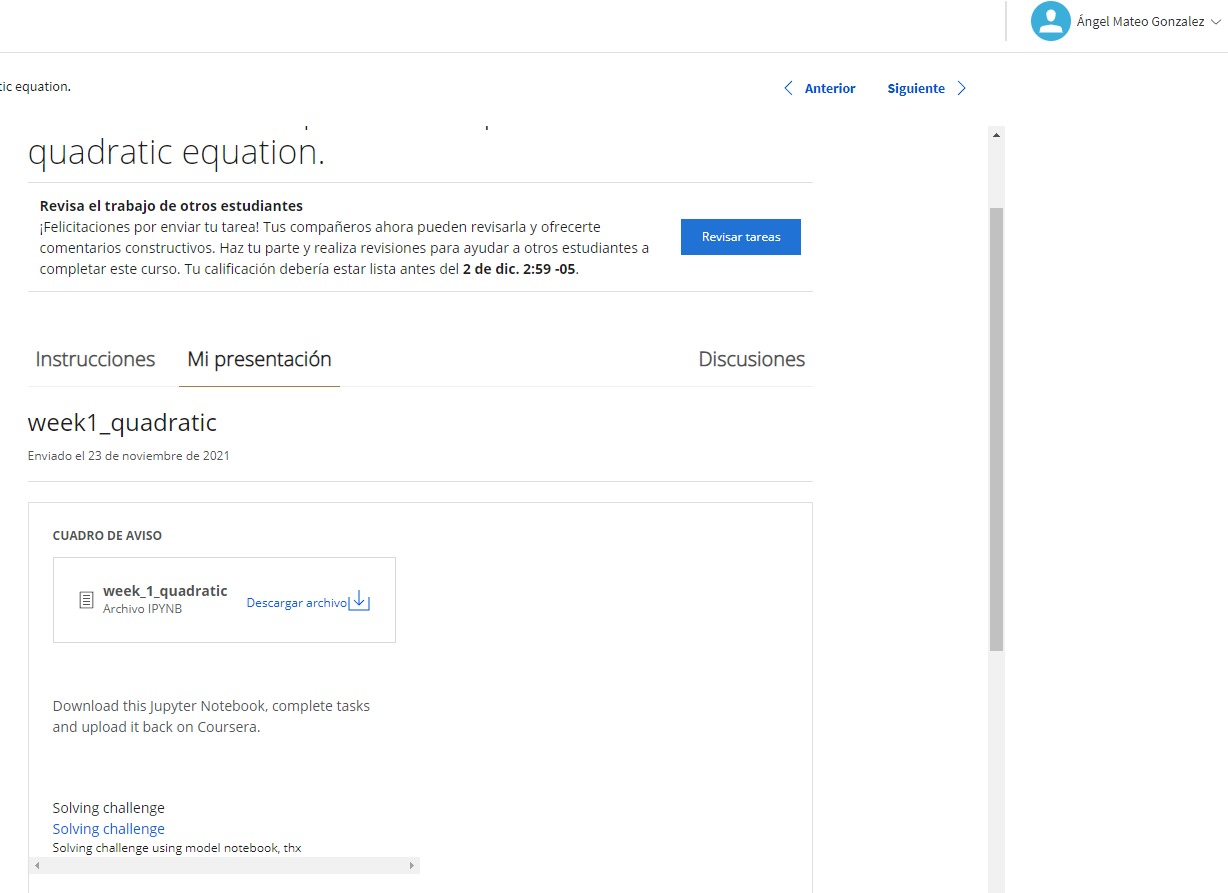 Ángel Mateo Gonzalez
tic equation.
Anterior
Siguiente
quadratic equation.
Revisa el trabajo de otros estudiantes
¡Felicitaciones por enviar tu tarea! Tus compañeros ahora pueden revisarla y ofrecerte
comentarios constructivos. Haz tu parte y realiza revisiones para ayudar a otros estudiantes a
completar este curso. Tu calificación debería estar lista antes del 2 de dic. 2:59 -05.
Revisar tareas
Instrucciones
Mi presentación
Discusiones
week1_quadratic
Enviado el 23 de noviembre de 2021
CUADRO DE AVISO
week_1_quadratic
Archivo IPYNB
Descargar archivo
Download this Jupyter Notebook, complete tasks
and upload it back on Coursera.
Solving challenge
Solving challenge
Solving challenge using model notebook, thx